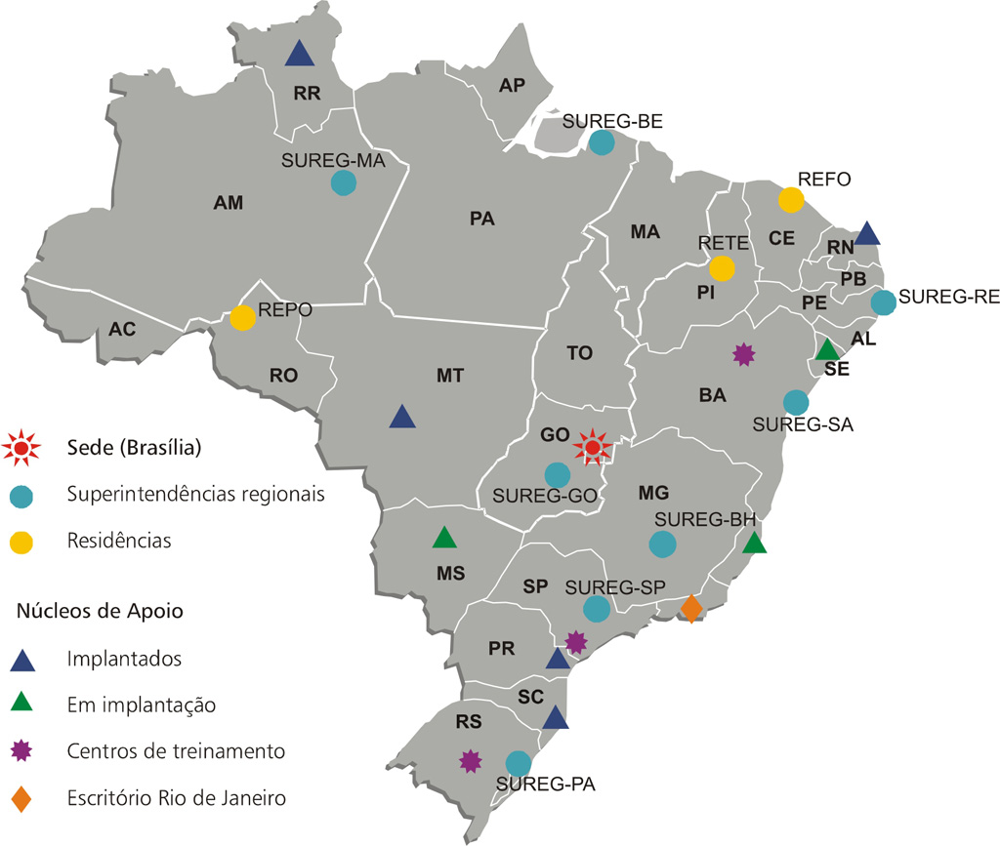 RR
AP
SUREG-BE
SUREG-MA
REFO
AM
PA
MA
CE
RETE
RN
PI
PB
SUREG-RE
PE
REPO
AC
AL
TO
SE
RO
MT
BA
SUREG-SA
GO
Sede (Brasília)
Superintendências regionais
SUREG-GO
MG
SUREG-BH
Residências
MS
SP
SUREG-SP
Núcleos de Apoio
PR
Implantados
SC
Em implantação
RS
Centros de treinamento
SUREG-PA
Escritório Rio de Janeiro